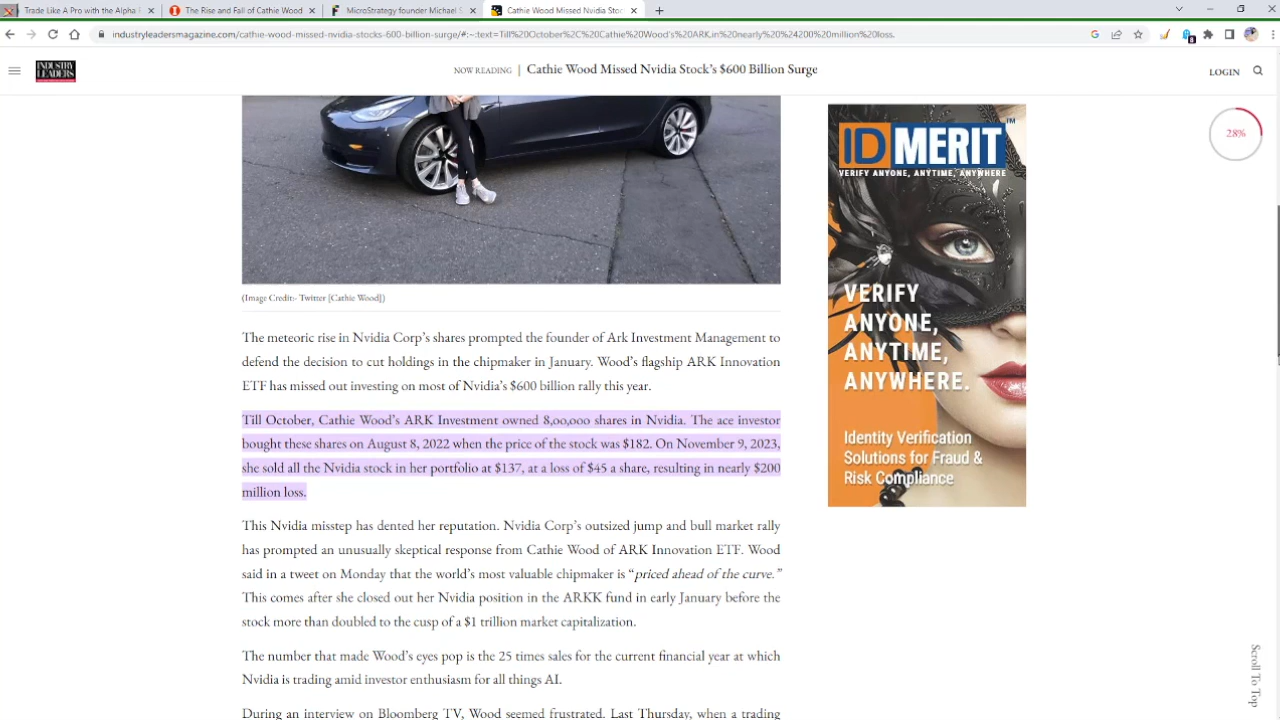 Trade Like A Pro with the Alpha F
The Rise and Fall of Cathie Wood
MicroStrategy founder Michael S
Cathie Wood Missed Nvidia Stoc
industryleadersmagazine.com/cathie-wood-missed-nvidia-stocks-600-billion-surge/#:~:text=Till%20October%2C%20Cathie%20Wood's%20ARK,in%20nearly%20%24200%20million%20loss.
INDUSTRY LEADERS
NOW READING | Cathie Wood Missed Nvidia Stock's $600 Billion Surge
LOGIN
28%
(Image Credit:- Twitter [Cathie Wood])
The meteoric rise in Nvidia Corp's shares prompted the founder of Ark Investment Management to
defend the decision to cut holdings in the chipmaker in January. Wood's flagship ARK Innovation
ETF has missed out investing on most of Nvidia's $600 billion rally this year.
Till October, Cathie Wood's ARK Investment owned 8,00,000 shares in Nvidia. The ace investor
bought these shares on August 8, 2022 when the price of the stock was $182. On November 9, 2023,
she sold all the Nvidia stock in her portfolio at $137, at a loss of $45 a share, resulting in nearly $200
million loss.
This Nvidia misstep has dented her reputation. Nvidia Corp's outsized jump and bull market rally
has prompted an unusually skeptical response from Cathie Wood of ARK Innovation ETF. Wood
said in a tweet on Monday that the world's most valuable chipmaker is "priced ahead of the curve."
This comes after she closed out her Nvidia position in the ARKK fund in early January before the
stock more than doubled to the cusp of a $1 trillion market capitalization.
The number that made Wood's eyes pop is the 25 times sales for the current financial year at which
Nvidia is trading amid investor enthusiasm for all things AI.
During an interview on Bloomberg TV, Wood seemed frustrated. Last Thursday, when a trading
IDMERIT™
VERIFY ANYONE, ANYTIME, ANYWHERE
VERIFY
ANYONE,
ANYTIME,
ANYWHERE.
Identity Verification
Solutions for Fraud &
Risk Compliance
Scroll To Top